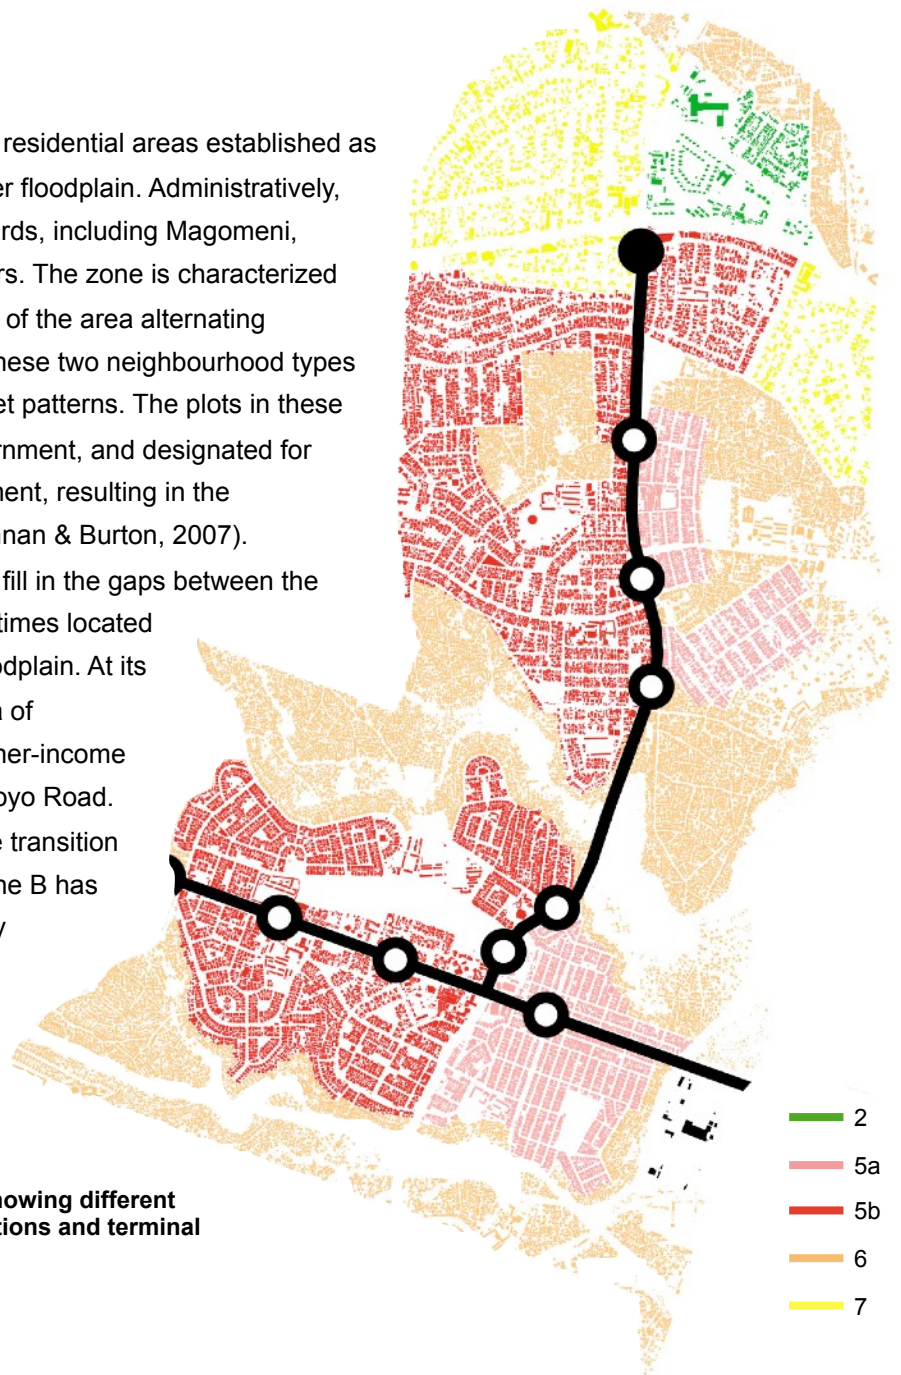 residential areas established as
er floodplain. Administratively,
rds, including Magomeni,
rs. The zone is characterized
of the area alternating
hese two neighbourhood types
et patterns. The plots in these
rnment, and designated for
nent, resulting in the
nnan & Burton, 2007).
fill in the gaps between the
times located
odplain. At its
a of
her-income
oyo Road.
e transition
ne B has
y
howing different
tions and terminal
2
5a
5b
6
7